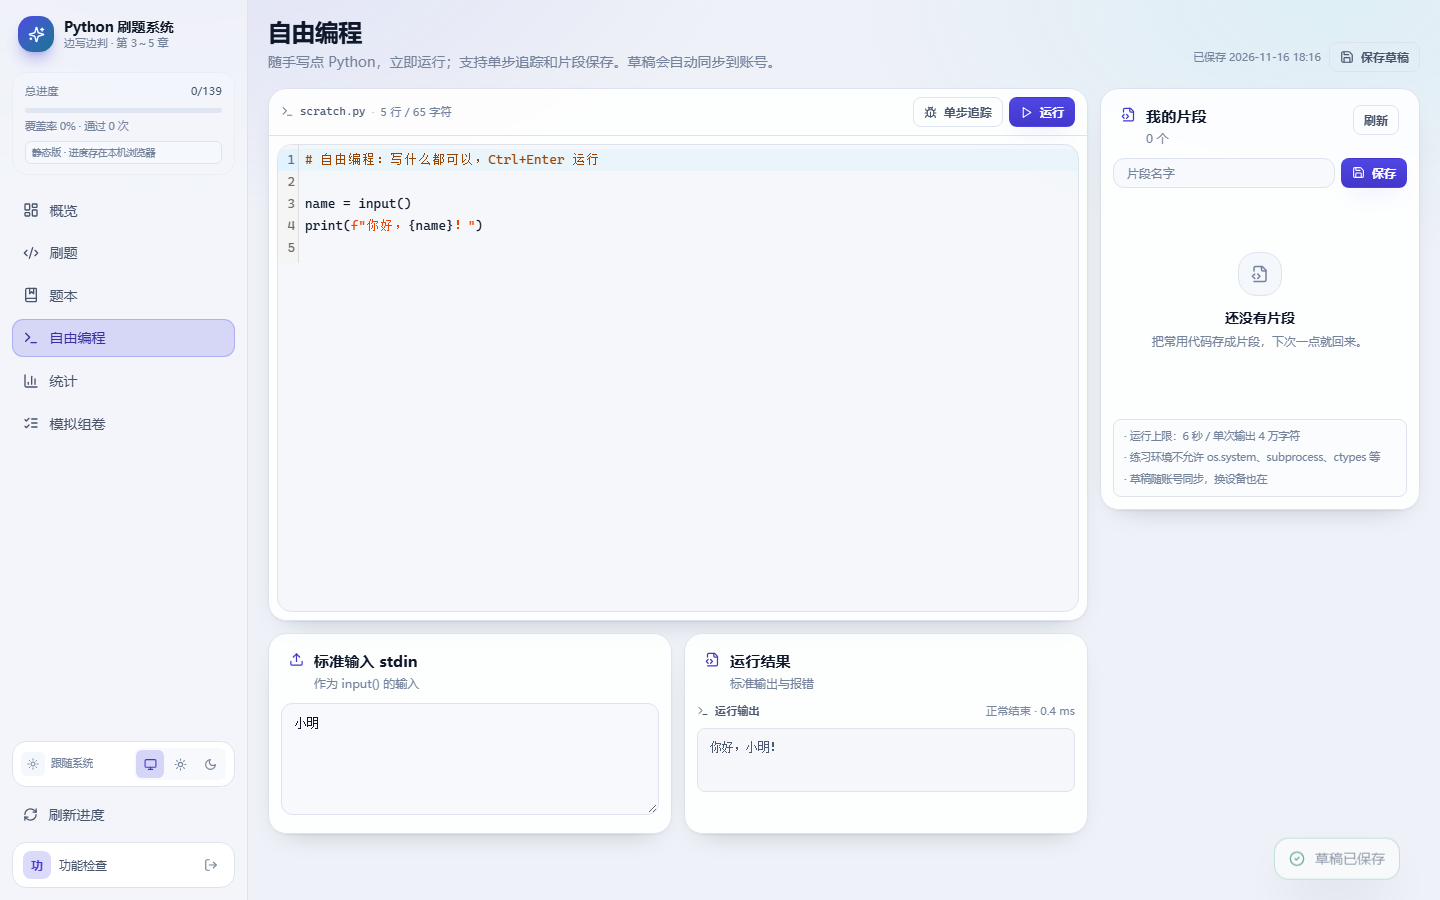 Python 刷题系统
边写边判 · 第 3 ~ 5 章
总进度 0/139
覆盖率 0% · 通过 0 次
静态版 · 进度存在本机浏览器
概览
刷题
题本
自由编程
统计
模拟组卷
跟随系统
刷新进度
功 功能检查
自由编程
随手写点 Python，立即运行；支持单步追踪和片段保存。草稿会自动同步到账号。
已保存 2026-11-16 18:16 保存草稿
scratch.py · 5 行 / 65 字符 单步追踪 运行
1 # 自由编程：写什么都可以，Ctrl+Enter 运行
2
3 name = input()
4 print(f"你好，{name}！")
5
标准输入 stdin
作为 input() 的输入
小明
运行结果
标准输出与报错
运行输出 正常结束 · 0.4 ms
你好，小明！
我的片段 刷新
0 个
片段名字 保存
还没有片段
把常用代码存成片段，下次一点就回来。
· 运行上限：6 秒 / 单次输出 4 万字符
· 练习环境不允许 os.system、subprocess、ctypes 等
· 草稿随账号同步，换设备也在
草稿已保存